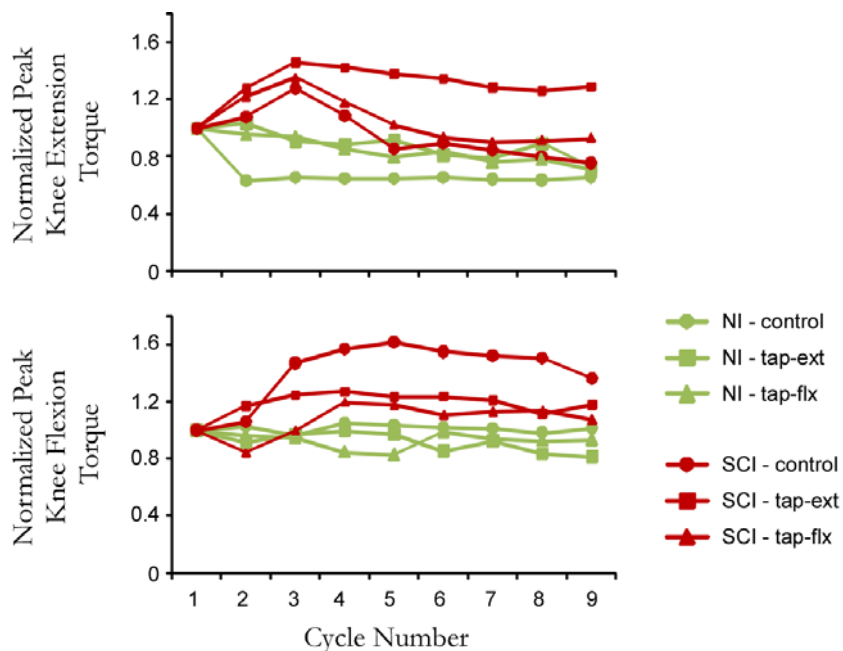 Normalized Peak
Knee Extension
Torque
1.6
1.2
0.8
0.4
0
Normalized Peak
Knee Flexion
Torque
1.6
1.2
0.8
0.4
0
1 2 3 4 5 6 7 8 9
Cycle Number
NI - control
NI - tap-ext
NI - tap-flx
SCI - control
SCI - tap-ext
SCI - tap-flx